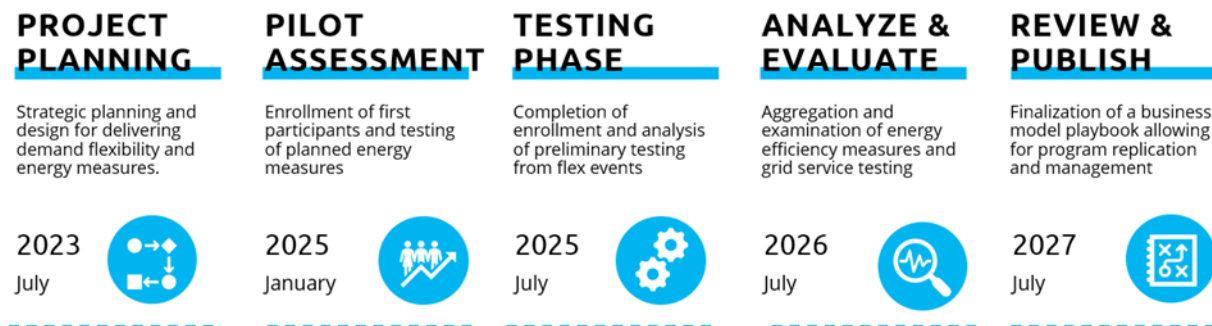 PROJECT
PLANNING
Strategic planning and
design for delivering
demand flexibility and
energy measures.
2023
July
PILOT
ASSESSMENT
Enrollment of first
participants and testing
of planned energy
measures
2025
January
TESTING
PHASE
Completion of
enrollment and analysis
of preliminary testing
from flex events
2025
July
ANALYZE &
EVALUATE
Aggregation and
examination of energy
efficiency measures and
grid service testing
2026
July
REVIEW &
PUBLISH
Finalization of a business
model playbook allowing
for program replication
and management
2027
July